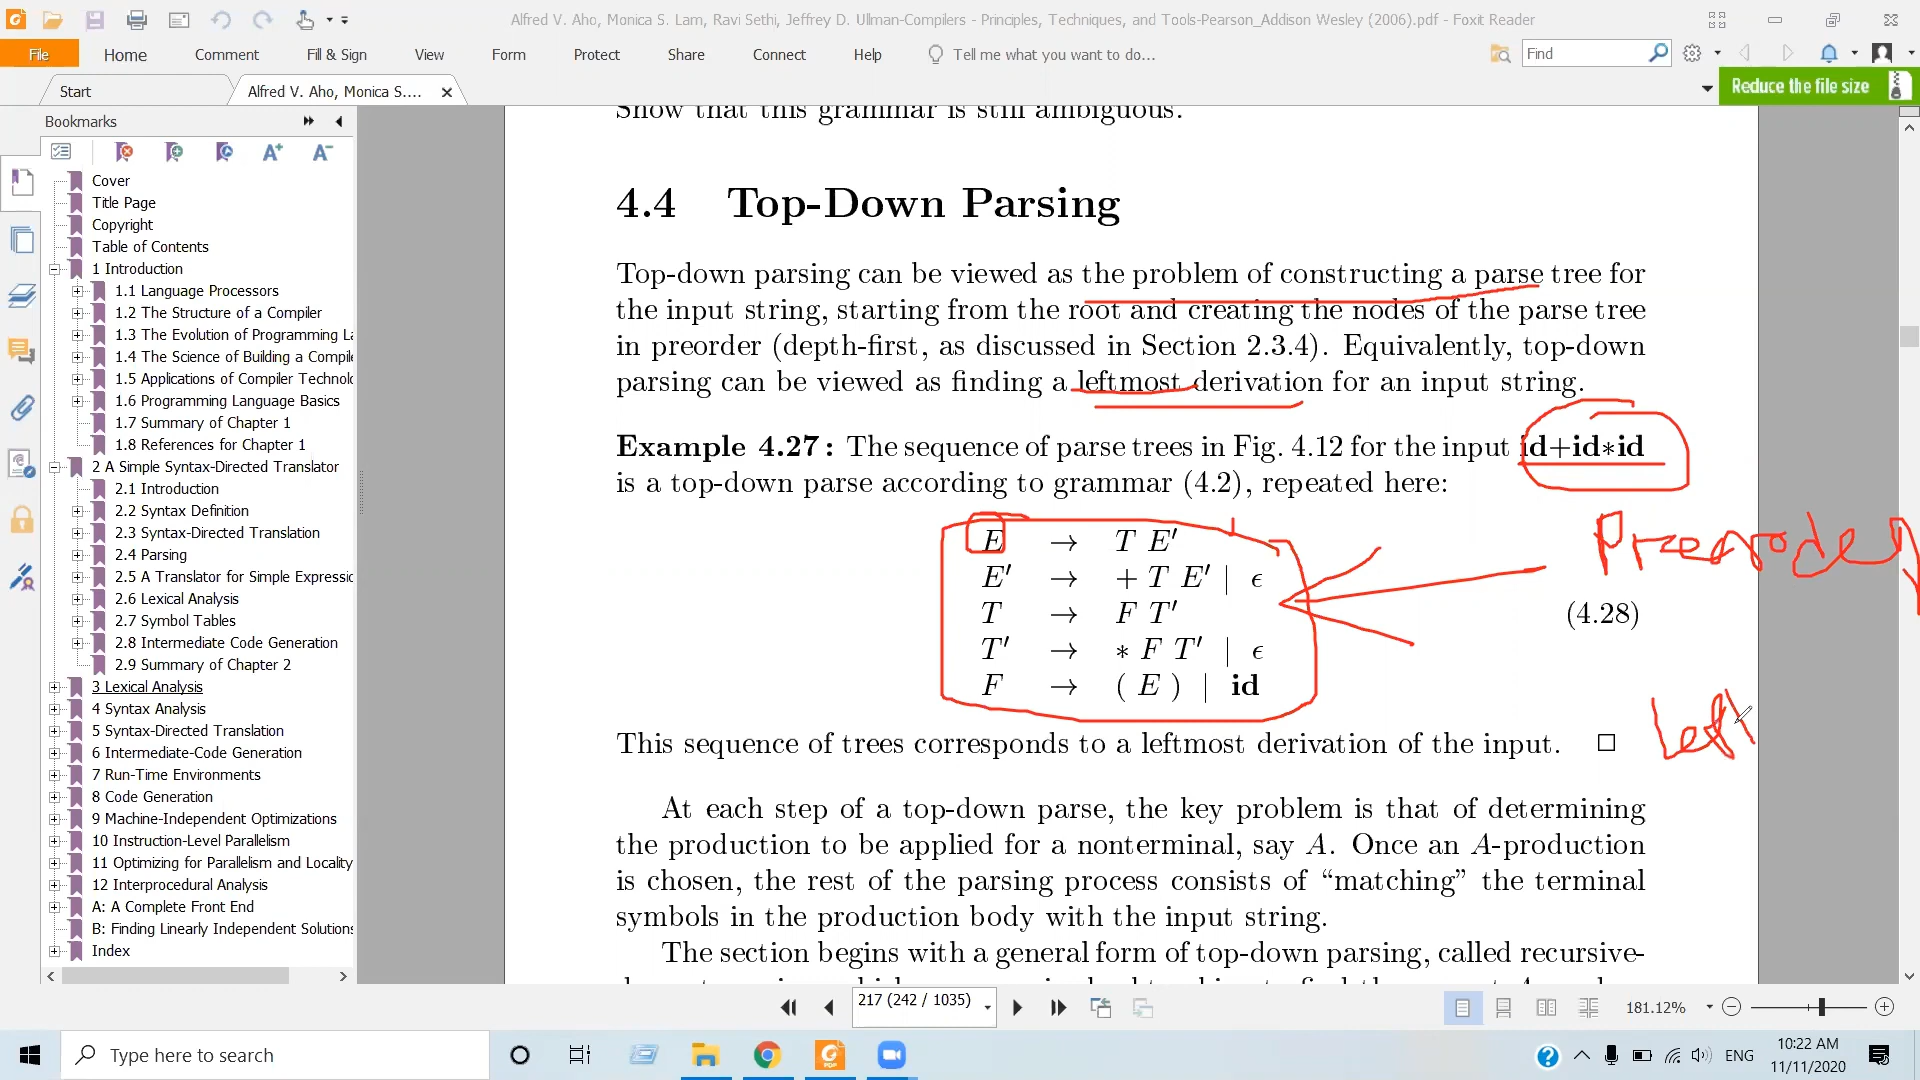 Alfred V. Aho, Monica S. Lam, Ravi Sethi, Jeffrey D. Ullman-Compilers - Principles, Techniques, and Tools-Pearson_Addison Wesley (2006).pdf - Foxit Reader
File Home Comment Fill & Sign View Form Protect Share Connect Help Tell me what you want to do... Find
Start Alfred V. Aho, Monica S.... Reduce the file size
Bookmarks
Cover
Title Page
Copyright
Table of Contents
1 Introduction
1.1 Language Processors
1.2 The Structure of a Compiler
1.3 The Evolution of Programming La
1.4 The Science of Building a Compile
1.5 Applications of Compiler Technolo
1.6 Programming Language Basics
1.7 Summary of Chapter 1
1.8 References for Chapter 1
2 A Simple Syntax-Directed Translator
2.1 Introduction
2.2 Syntax Definition
2.3 Syntax-Directed Translation
2.4 Parsing
2.5 A Translator for Simple Expressio
2.6 Lexical Analysis
2.7 Symbol Tables
2.8 Intermediate Code Generation
2.9 Summary of Chapter 2
3 Lexical Analysis
4 Syntax Analysis
5 Syntax-Directed Translation
6 Intermediate-Code Generation
7 Run-Time Environments
8 Code Generation
9 Machine-Independent Optimizations
10 Instruction-Level Parallelism
11 Optimizing for Parallelism and Locality
12 Interprocedural Analysis
A: A Complete Front End
B: Finding Linearly Independent Solutions
Index
Show that this grammar is still ambiguous.
4.4 Top-Down Parsing
Top-down parsing can be viewed as the problem of constructing a parse tree for
the input string, starting from the root and creating the nodes of the parse tree
in preorder (depth-first, as discussed in Section 2.3.4). Equivalently, top-down
parsing can be viewed as finding a leftmost derivation for an input string.
Example 4.27: The sequence of parse trees in Fig. 4.12 for the input id+id*id
is a top-down parse according to grammar (4.2), repeated here:
E → T E′
E′ → + T E′ | ϵ
T → F T′
T′ → * F T′ | ϵ
F → ( E ) | id
(4.28)
Left
This sequence of trees corresponds to a leftmost derivation of the input. □
At each step of a top-down parse, the key problem is that of determining
the production to be applied for a nonterminal, say A. Once an A-production
is chosen, the rest of the parsing process consists of “matching” the terminal
symbols in the production body with the input string.
The section begins with a general form of top-down parsing, called recursive-
217 (242 / 1035) 181.12%
Type here to search ENG 10:22 AM
11/11/2020